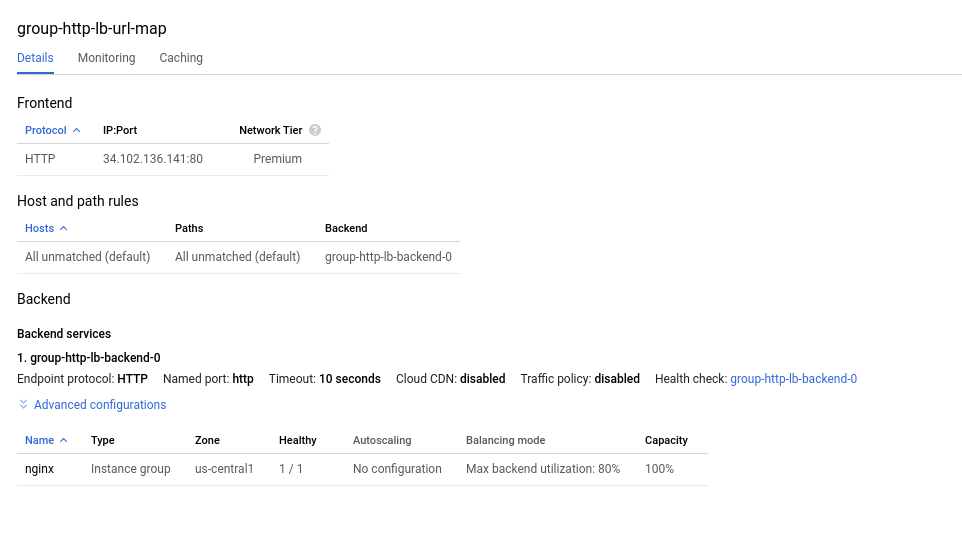 group-http-lb-url-map
Details Monitoring Caching
Frontend
Protocol IP:Port Network Tier ?
HTTP 34.102.136.141:80 Premium
Host and path rules
Hosts Paths Backend
All unmatched (default) All unmatched (default) group-http-lb-backend-0
Backend
Backend services
1. group-http-lb-backend-0
Endpoint protocol: HTTP Named port: http Timeout: 10 seconds Cloud CDN: disabled Traffic policy: disabled Health check: group-http-lb-backend-0
Advanced configurations
Name Type Zone Healthy Autoscaling Balancing mode Capacity
nginx Instance group us-central1 1 / 1 No configuration Max backend utilization: 80% 100%